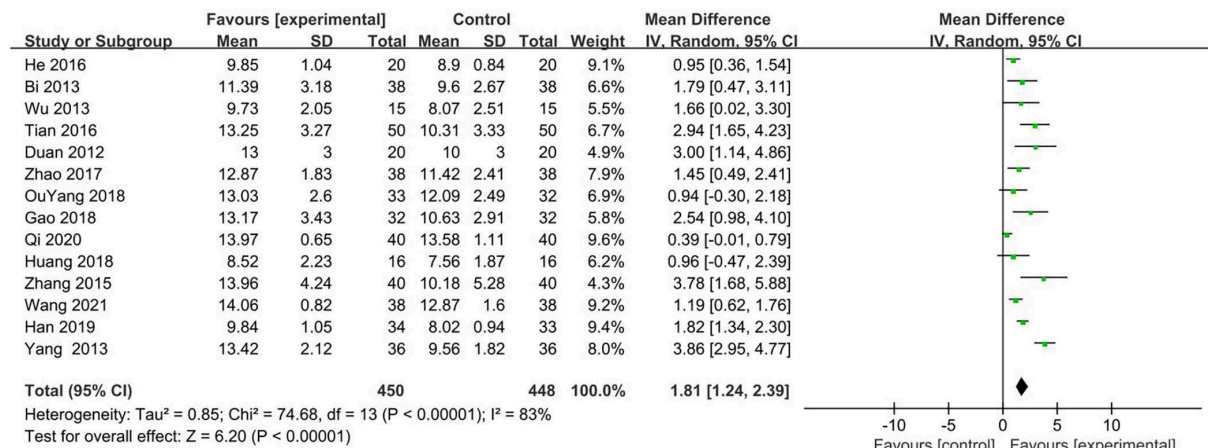 Favours [experimental] Control Mean Difference Mean Difference
Study or Subgroup Mean SD Total Mean SD Total Weight IV, Random, 95% CI IV, Random, 95% CI
He 2016 9.85 1.04 20 8.9 0.84 20 9.1% 0.95 [0.36, 1.54]
Bi 2013 11.39 3.18 38 9.6 2.67 38 6.6% 1.79 [0.47, 3.11]
Wu 2013 9.73 2.05 15 8.07 2.51 15 5.5% 1.66 [0.02, 3.30]
Tian 2016 13.25 3.27 50 10.31 3.33 50 6.7% 2.94 [1.65, 4.23]
Duan 2012 13 3 20 10 3 20 4.9% 3.00 [1.14, 4.86]
Zhao 2017 12.87 1.83 38 11.42 2.41 38 7.9% 1.45 [0.49, 2.41]
OuYang 2018 13.03 2.6 33 12.09 2.49 32 6.9% 0.94 [-0.30, 2.18]
Gao 2018 13.17 3.43 32 10.63 2.91 32 5.8% 2.54 [0.98, 4.10]
Qi 2020 13.97 0.65 40 13.58 1.11 40 9.6% 0.39 [-0.01, 0.79]
Huang 2018 8.52 2.23 16 7.56 1.87 16 6.2% 0.96 [-0.47, 2.39]
Zhang 2015 13.96 4.24 40 10.18 5.28 40 4.3% 3.78 [1.68, 5.88]
Wang 2021 14.06 0.82 38 12.87 1.6 38 9.2% 1.19 [0.62, 1.76]
Han 2019 9.84 1.05 34 8.02 0.94 33 9.4% 1.82 [1.34, 2.30]
Yang 2013 13.42 2.12 36 9.56 1.82 36 8.0% 3.86 [2.95, 4.77]
Total (95% CI) 450 448 100.0% 1.81 [1.24, 2.39]
Heterogeneity: Tau² = 0.85; Chi² = 74.68, df = 13 (P < 0.00001); I² = 83%
Test for overall effect: Z = 6.20 (P < 0.00001)
-10 -5 0 5 10
Favours [control] Favours [experimental]